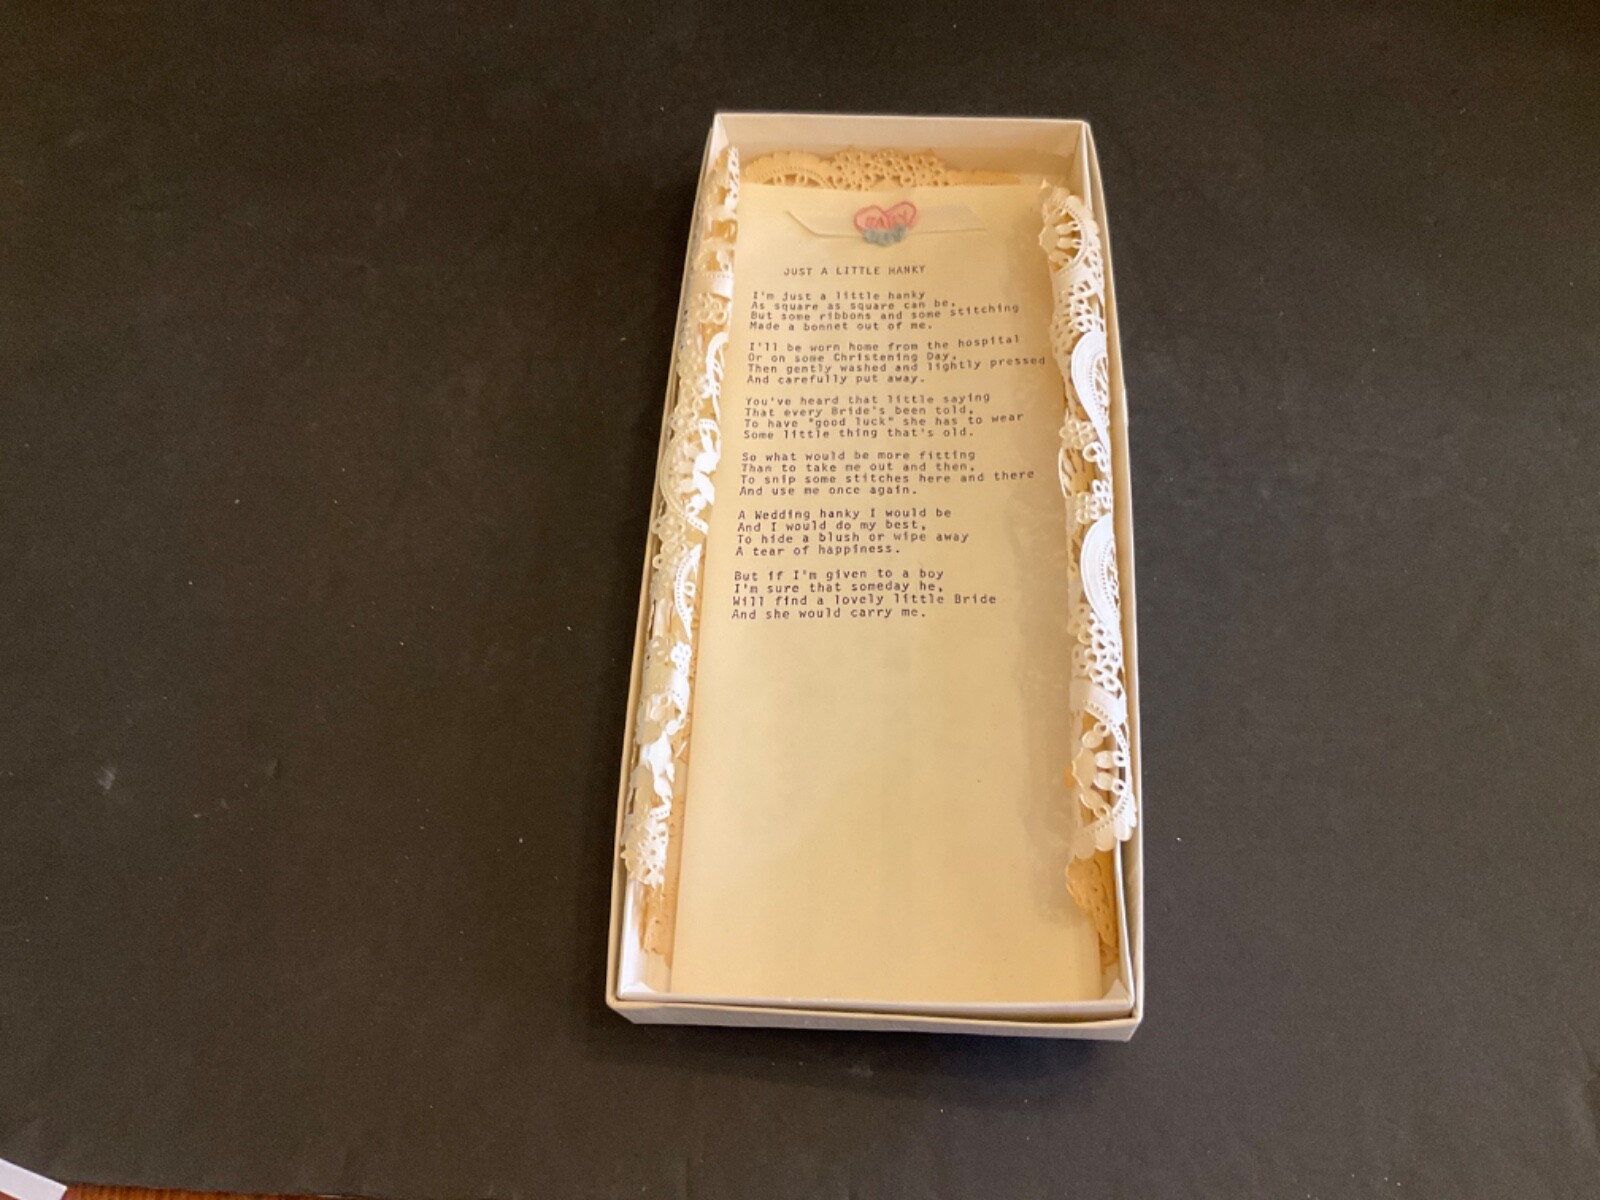 BABY
JUST A LITTLE HANKY
I'm just a little hanky
As square as square can be.
But some ribbons and some stitching
Made a bonnet out of me.
I'll be worn home from the hospital
Or on some Christening Day,
Then gently washed and lightly pressed
And carefully put away.
You've heard that little saying
That every Bride's been told,
To have "good luck" she has to wear
Some little thing that's old.
So what would be more fitting
Than to take me out and then,
To snip some stitches here and there
And use me once again.
A Wedding hanky I would be
And I would do my best,
To hide a blush or wipe away
A tear of happiness.
But if I'm given to a boy
I'm sure that someday he,
Will find a lovely little Bride
And she would carry me.